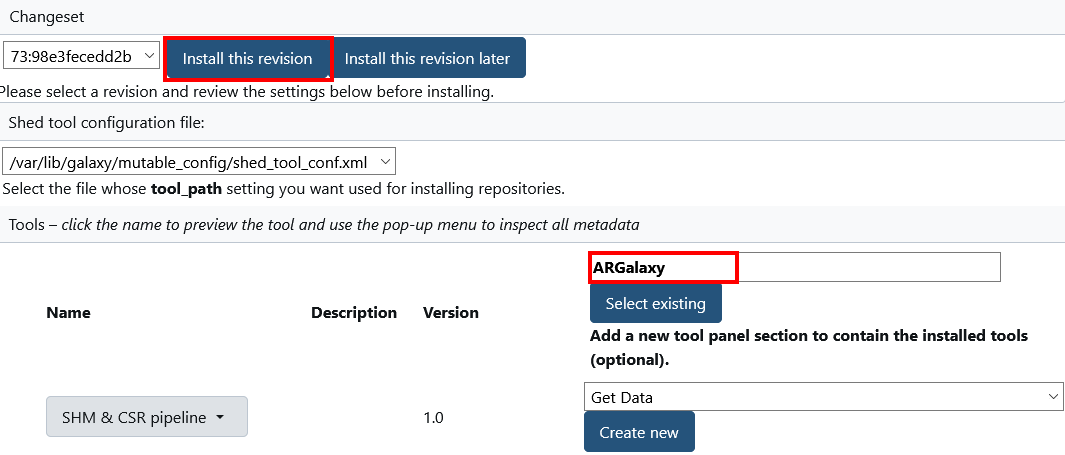 Changeset
73:98e3fecedd2b Install this revision Install this revision later
Please select a revision and review the settings below before installing.
Shed tool configuration file:
/var/lib/galaxy/mutable_config/shed_tool_conf.xml
Select the file whose tool_path setting you want used for installing repositories.
Tools – click the name to preview the tool and use the pop-up menu to inspect all metadata
ARGalaxy
Select existing
Name Description Version
Add a new tool panel section to contain the installed tools
(optional).
Get Data
SHM & CSR pipeline 1.0
Create new